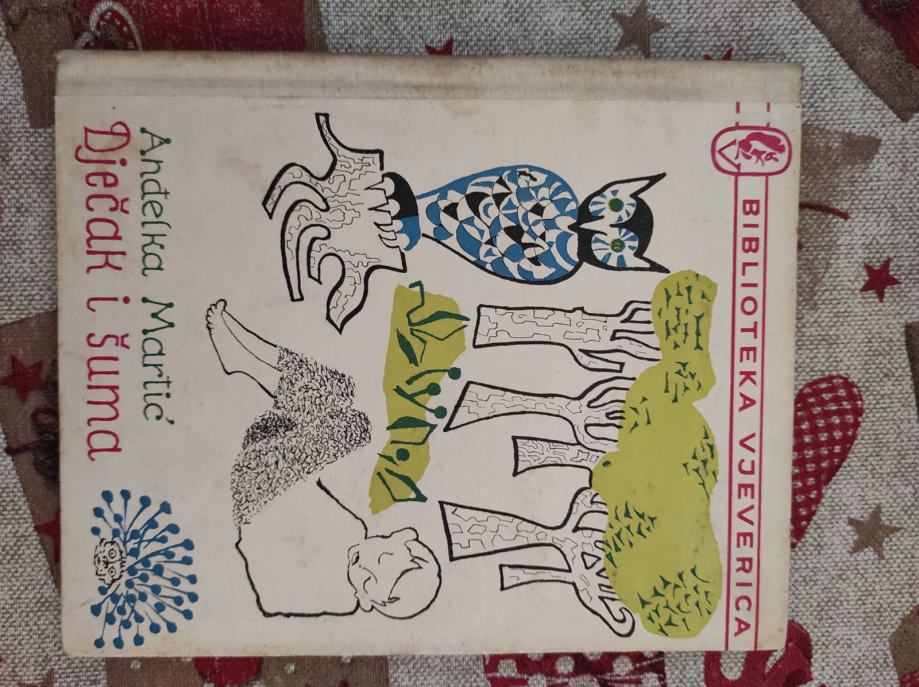 BIBLIOTEKA VJEVERICA
Anđelka Martić
Dječak i šuma